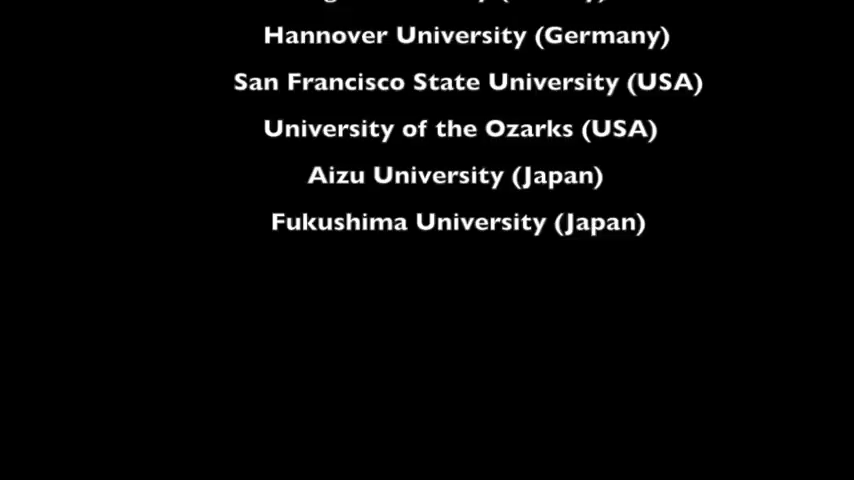 Hannover University (Germany)
San Francisco State University (USA)
University of the Ozarks (USA)
Aizu University (Japan)
Fukushima University (Japan)